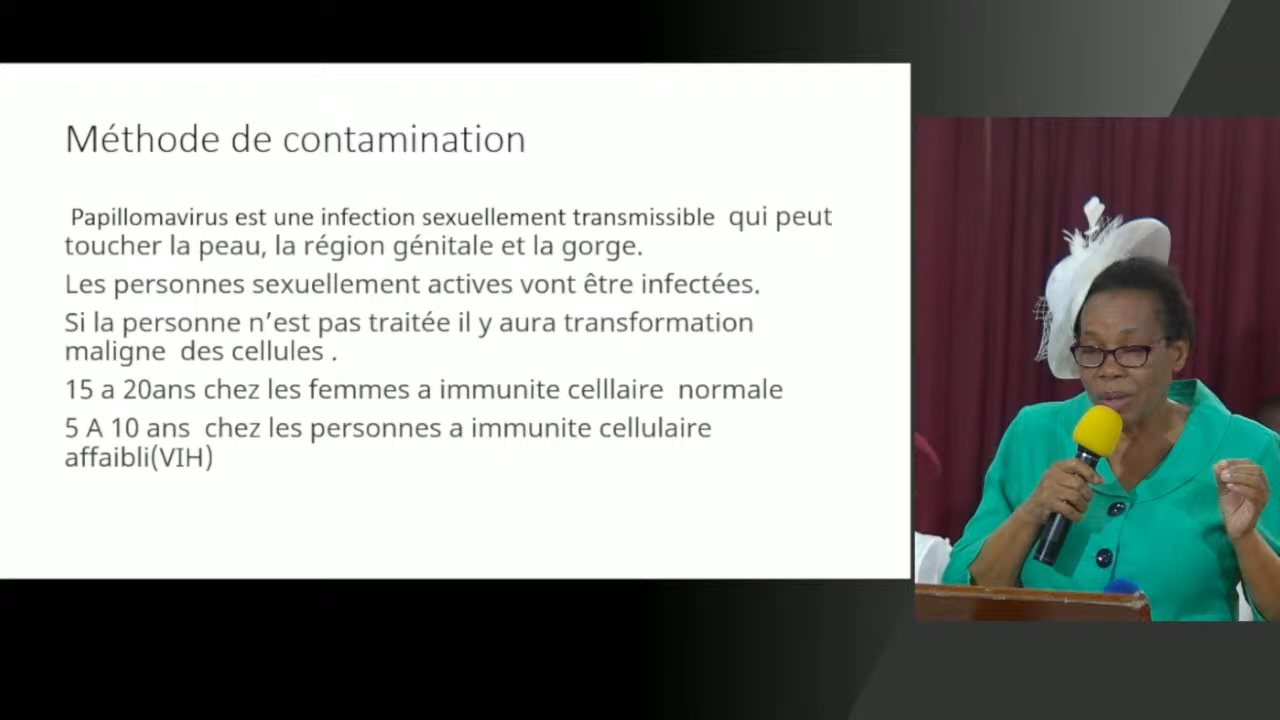 Méthode de contamination
Papillomavirus est une infection sexuellement transmissible qui peut
toucher la peau, la région génitale et la gorge.
Les personnes sexuellement actives vont être infectées.
Si la personne n’est pas traitée il y aura transformation
maligne des cellules .
15 a 20ans chez les femmes a immunite celllaire normale
5 A 10 ans chez les personnes a immunite cellulaire
affaibli(VIH)